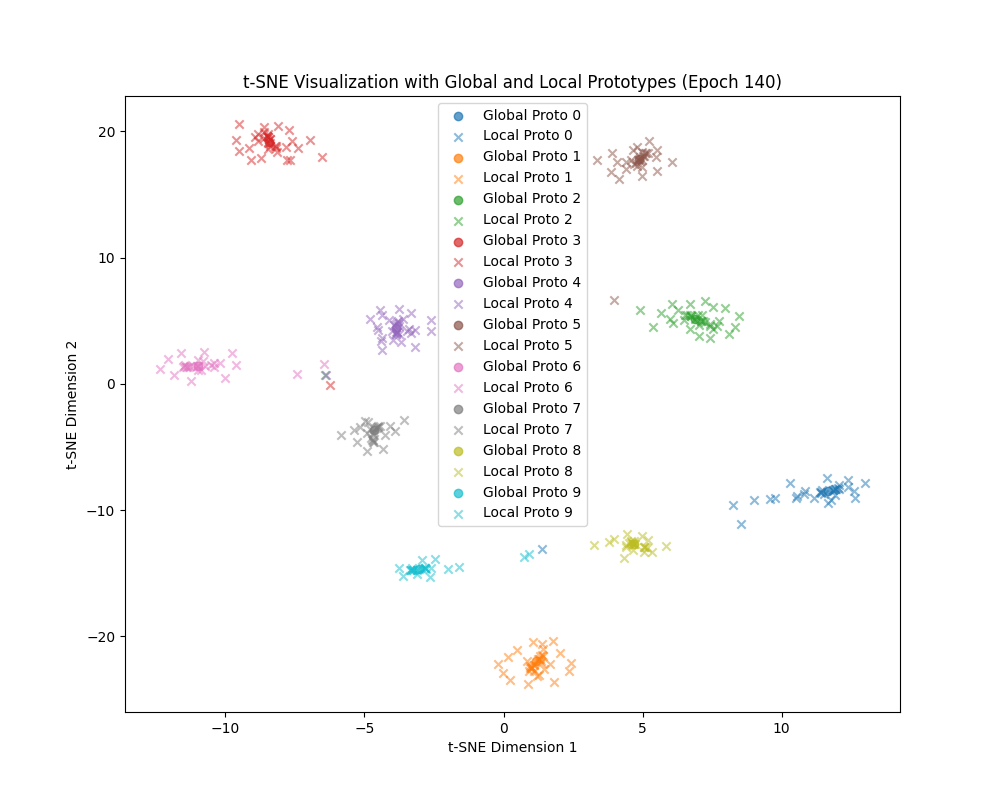 t-SNE Visualization with Global and Local Prototypes (Epoch 140)
Global Proto 0
Local Proto 0
Global Proto 1
Local Proto 1
Global Proto 2
Local Proto 2
Global Proto 3
Local Proto 3
Global Proto 4
Local Proto 4
Global Proto 5
Local Proto 5
Global Proto 6
Local Proto 6
Global Proto 7
Local Proto 7
Global Proto 8
Local Proto 8
Global Proto 9
Local Proto 9
20
10
0
−10
−20
t-SNE Dimension 2
−10 −5 0 5 10
t-SNE Dimension 1